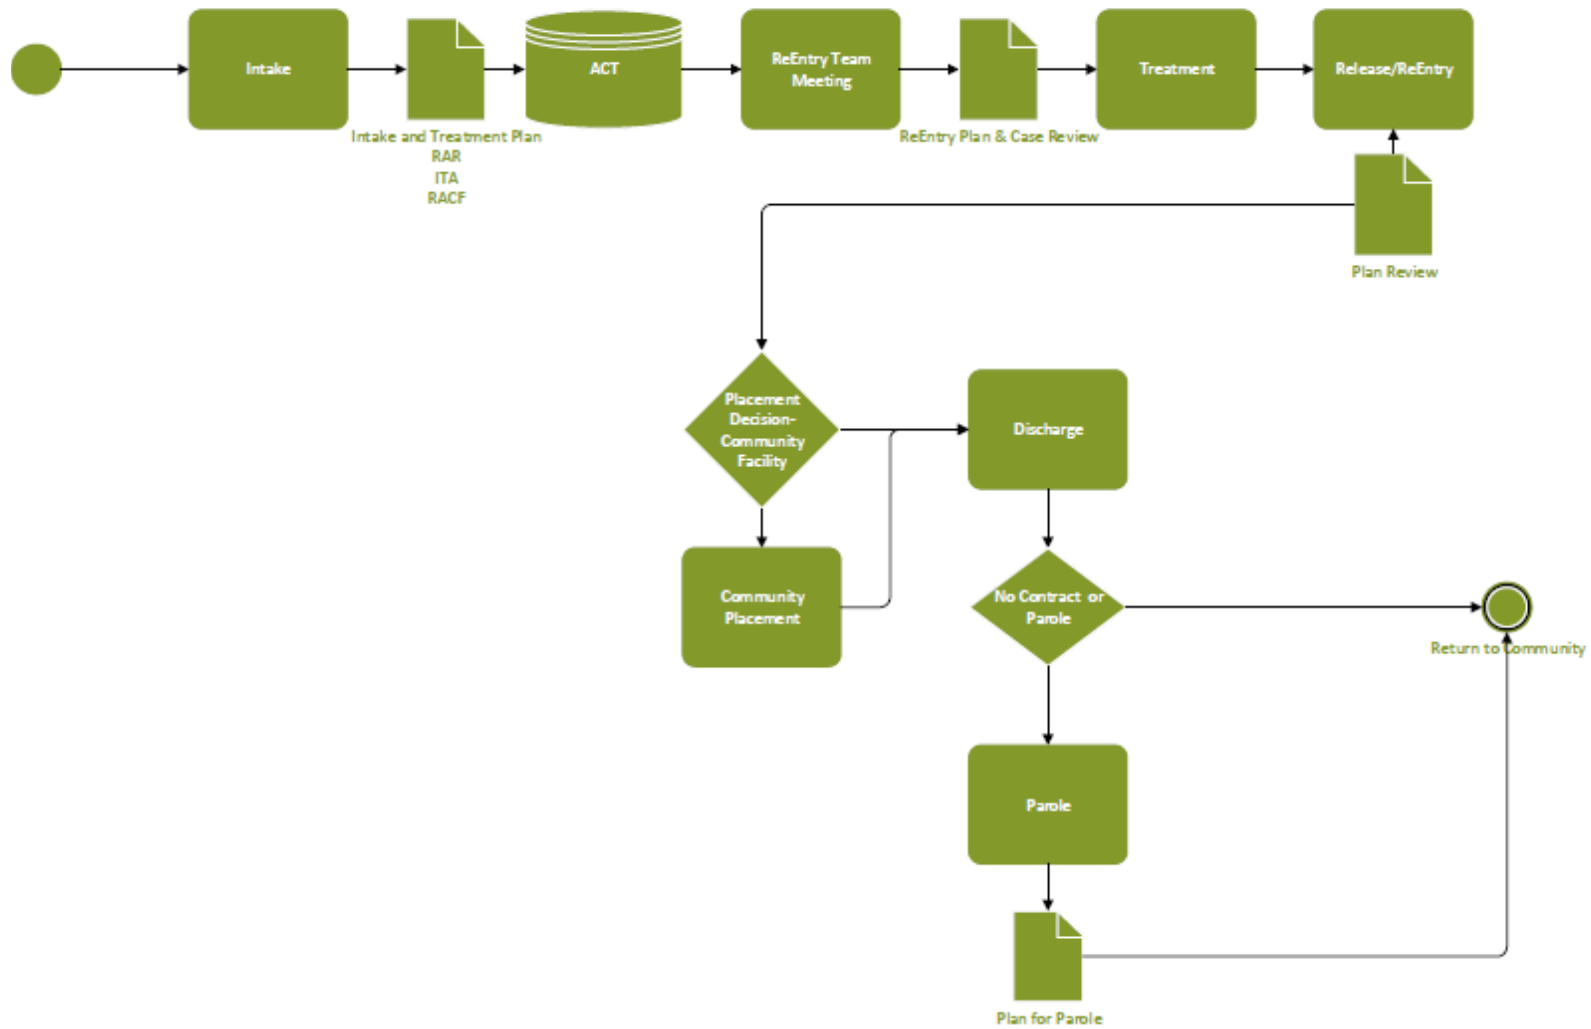 Intake
Intake and Treatment Plan
RAR
ITA
RACF
ACT
ReEntry Team
Meeting
ReEntry Plan & Case Review
Treatment
Release/ReEntry
Plan Review
Placement
Decision-
Community
Facility
Discharge
Community
Placement
No Contract or
Parole
Return to Community
Parole
Plan for Parole